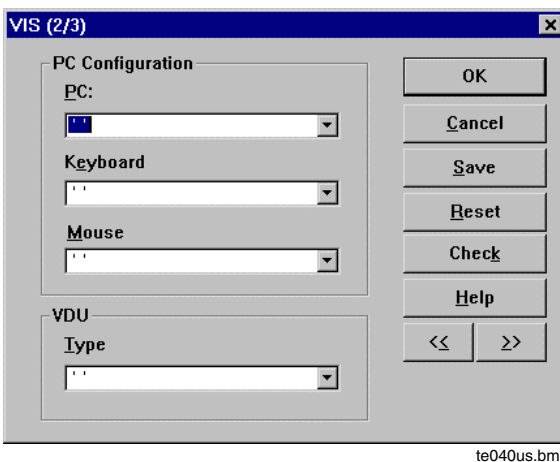 VIS (2/3)
PC Configuration
PC:
' '
Keyboard
' '
Mouse
' '
VDU
Type
' '
OK
Cancel
Save
Reset
Check
Help
<< >>
te040us.bm